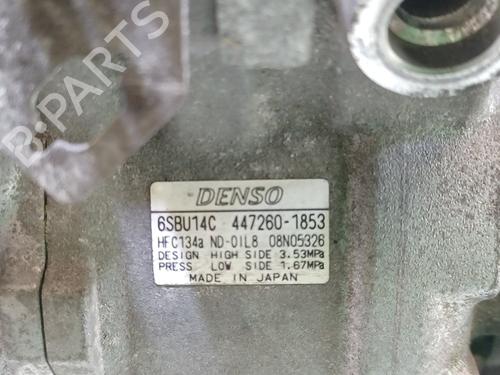 B-PARTS
DENSO
6SBU14C 447260-1853
HFC134a ND-OIL8 08N05326
DESIGN HIGH SIDE 3.53MPa
PRESS LOW SIDE 1.67MPa
MADE IN JAPAN